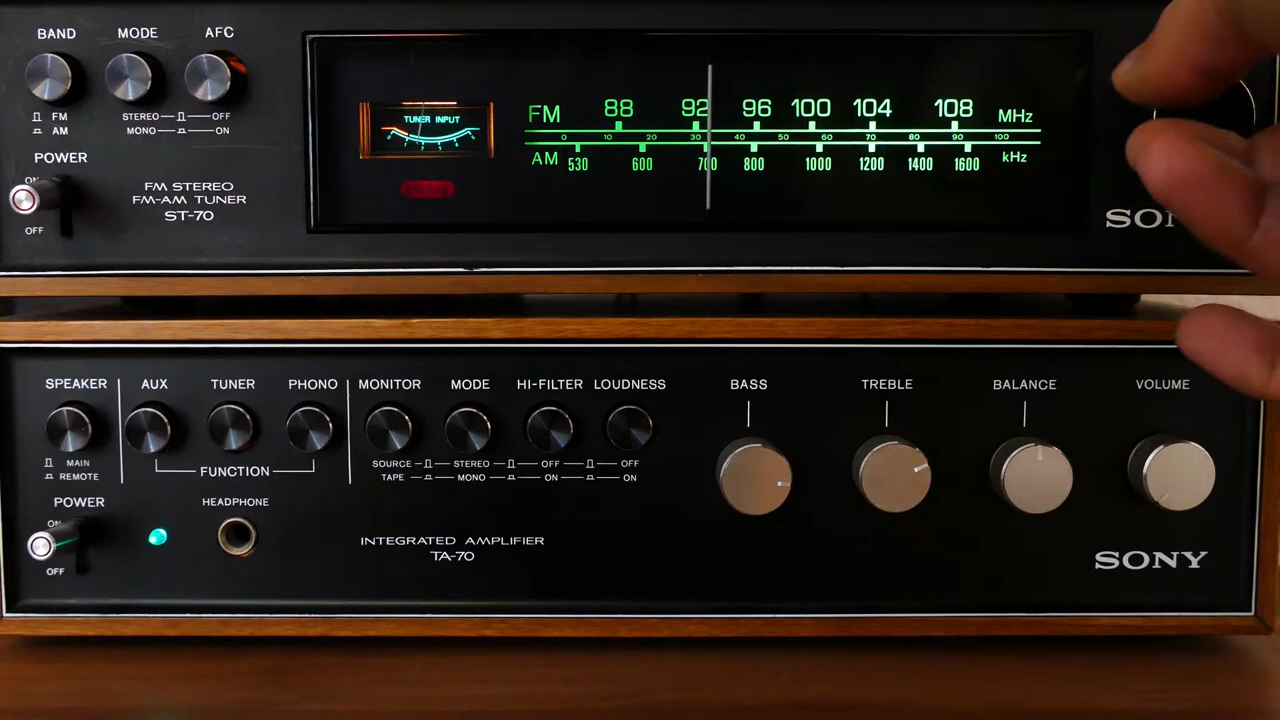 BAND MODE AFC
FM STEREO OFF
AM MONO ON
POWER
ON
OFF
FM STEREO
FM-AM TUNER
ST-70
TUNER INPUT
FM 88 92 96 100 104 108 MHz
0 10 20 30 40 50 60 70 80 90 100
AM 530 600 700 800 1000 1200 1400 1600 kHz
SPEAKER AUX TUNER PHONO MONITOR MODE HI-FILTER LOUDNESS BASS TREBLE BALANCE VOLUME
MAIN SOURCE STEREO OFF OFF
REMOTE FUNCTION TAPE MONO ON ON
POWER HEADPHONE
ON
OFF
INTEGRATED AMPLIFIER
TA-70
SONY